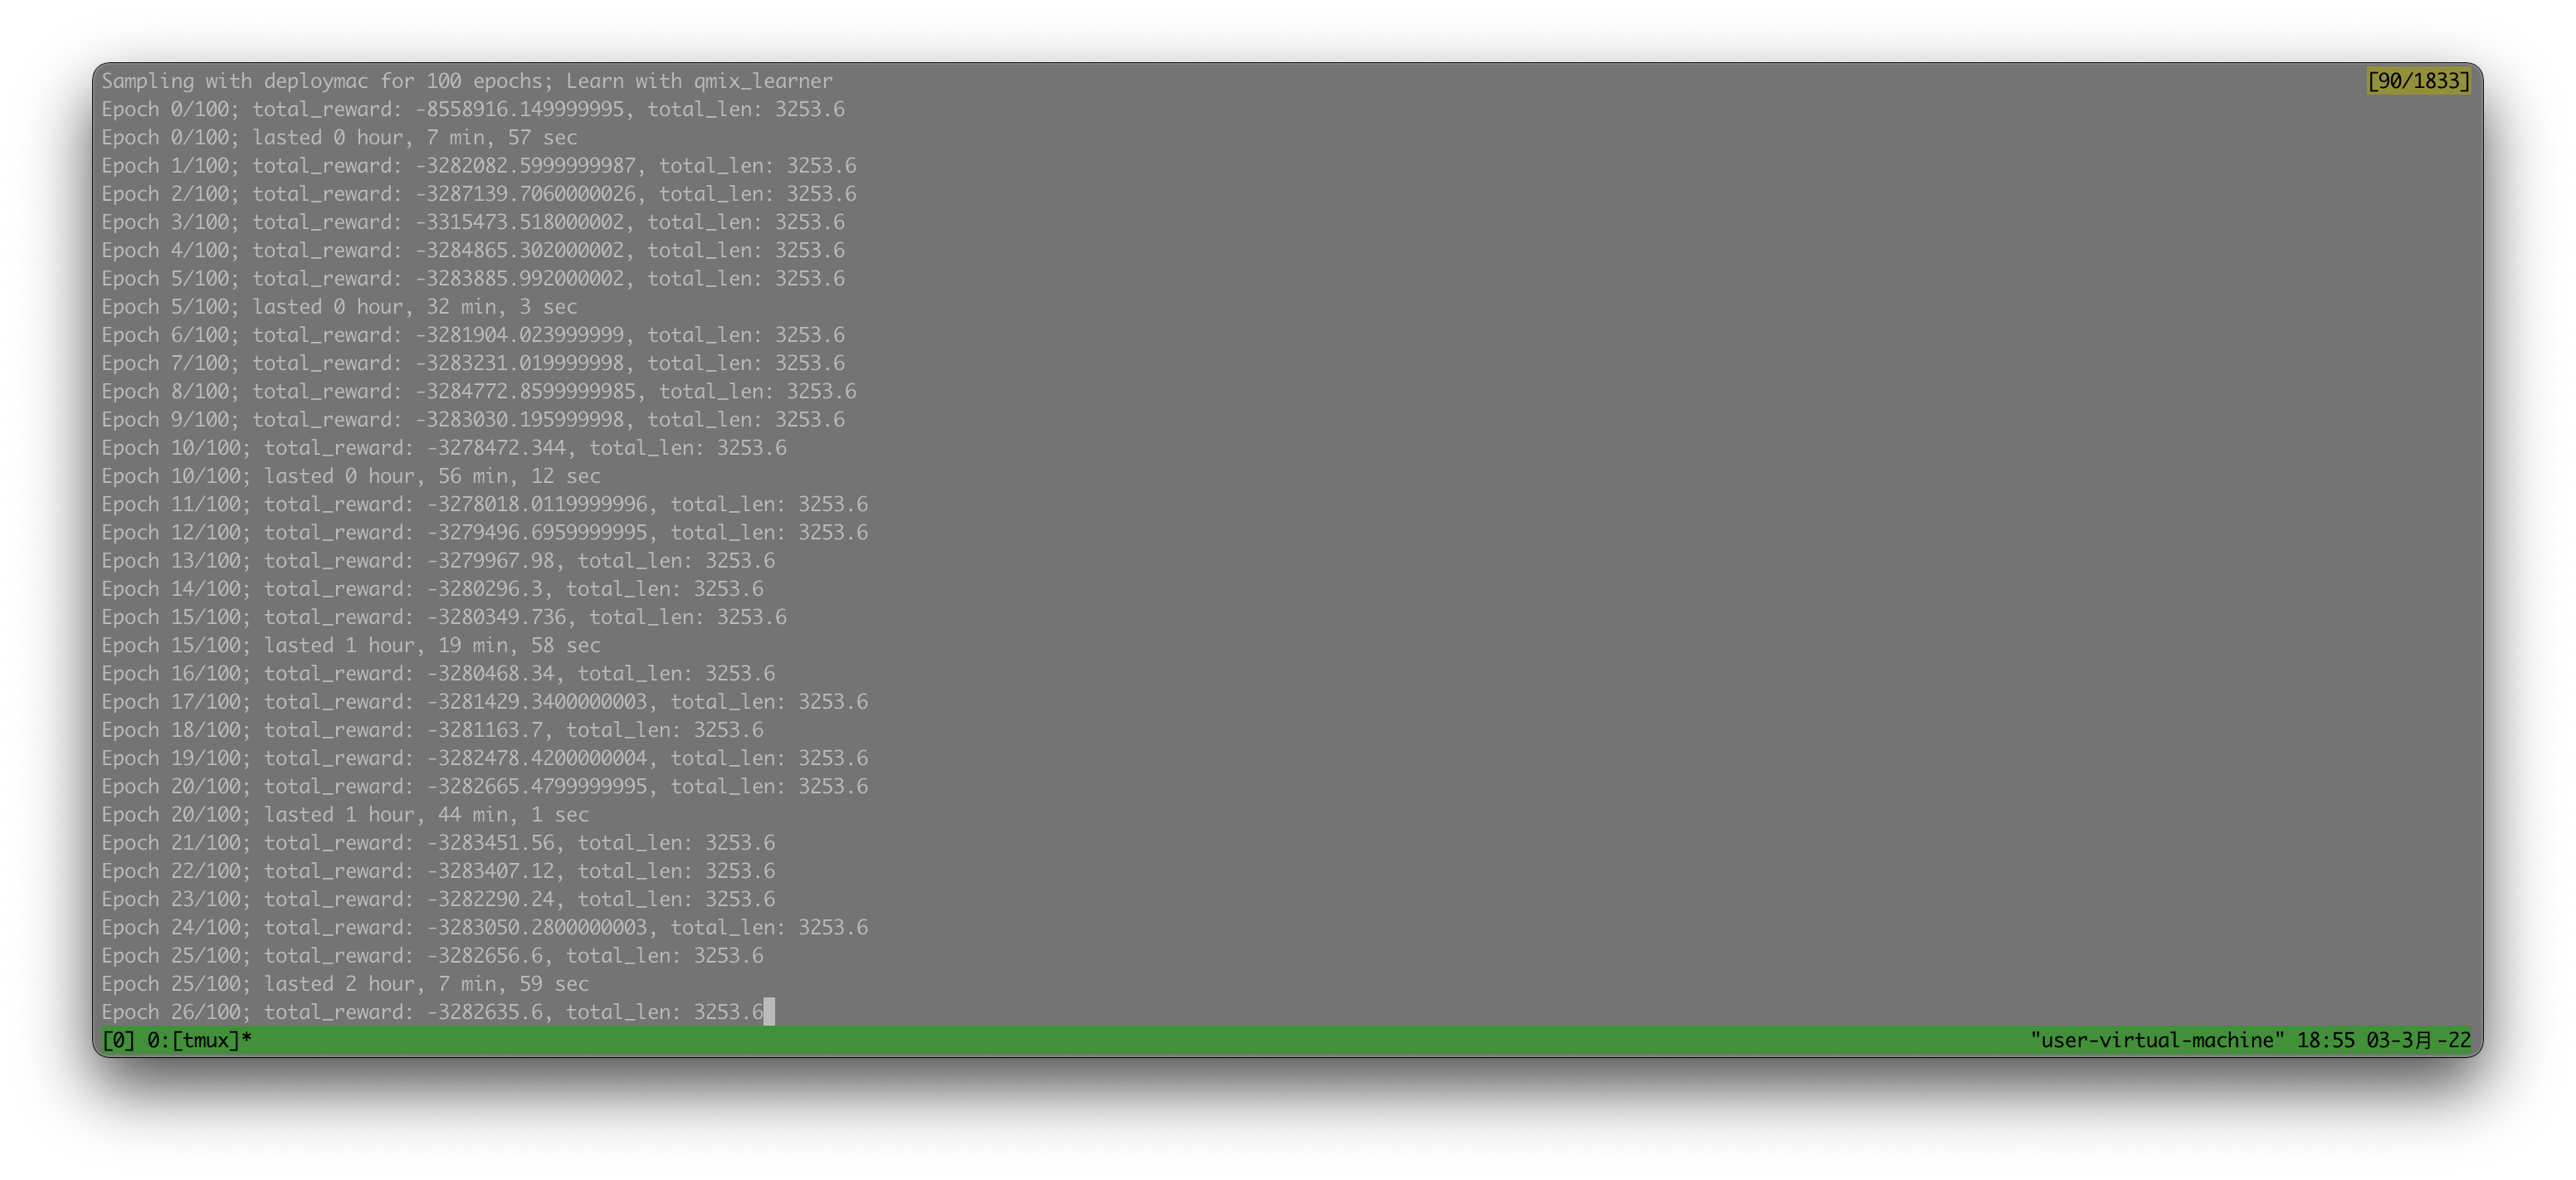 Sampling with deploymac for 100 epochs; Learn with qmix_learner [90/1833]
Epoch 0/100; total_reward: -8558916.149999995, total_len: 3253.6
Epoch 0/100; lasted 0 hour, 7 min, 57 sec
Epoch 1/100; total_reward: -3282082.5999999987, total_len: 3253.6
Epoch 2/100; total_reward: -3287139.7060000026, total_len: 3253.6
Epoch 3/100; total_reward: -3315473.518000002, total_len: 3253.6
Epoch 4/100; total_reward: -3284865.302000002, total_len: 3253.6
Epoch 5/100; total_reward: -3283885.992000002, total_len: 3253.6
Epoch 5/100; lasted 0 hour, 32 min, 3 sec
Epoch 6/100; total_reward: -3281904.023999999, total_len: 3253.6
Epoch 7/100; total_reward: -3283231.019999998, total_len: 3253.6
Epoch 8/100; total_reward: -3284772.8599999985, total_len: 3253.6
Epoch 9/100; total_reward: -3283030.195999998, total_len: 3253.6
Epoch 10/100; total_reward: -3278472.344, total_len: 3253.6
Epoch 10/100; lasted 0 hour, 56 min, 12 sec
Epoch 11/100; total_reward: -3278018.0119999996, total_len: 3253.6
Epoch 12/100; total_reward: -3279496.6959999995, total_len: 3253.6
Epoch 13/100; total_reward: -3279967.98, total_len: 3253.6
Epoch 14/100; total_reward: -3280296.3, total_len: 3253.6
Epoch 15/100; total_reward: -3280349.736, total_len: 3253.6
Epoch 15/100; lasted 1 hour, 19 min, 58 sec
Epoch 16/100; total_reward: -3280468.34, total_len: 3253.6
Epoch 17/100; total_reward: -3281429.3400000003, total_len: 3253.6
Epoch 18/100; total_reward: -3281163.7, total_len: 3253.6
Epoch 19/100; total_reward: -3282478.4200000004, total_len: 3253.6
Epoch 20/100; total_reward: -3282665.4799999995, total_len: 3253.6
Epoch 20/100; lasted 1 hour, 44 min, 1 sec
Epoch 21/100; total_reward: -3283451.56, total_len: 3253.6
Epoch 22/100; total_reward: -3283407.12, total_len: 3253.6
Epoch 23/100; total_reward: -3282290.24, total_len: 3253.6
Epoch 24/100; total_reward: -3283050.2800000003, total_len: 3253.6
Epoch 25/100; total_reward: -3282656.6, total_len: 3253.6
Epoch 25/100; lasted 2 hour, 7 min, 59 sec
Epoch 26/100; total_reward: -3282635.6, total_len: 3253.6
[0] 0:[tmux]* "user-virtual-machine" 18:55 03-3月-22